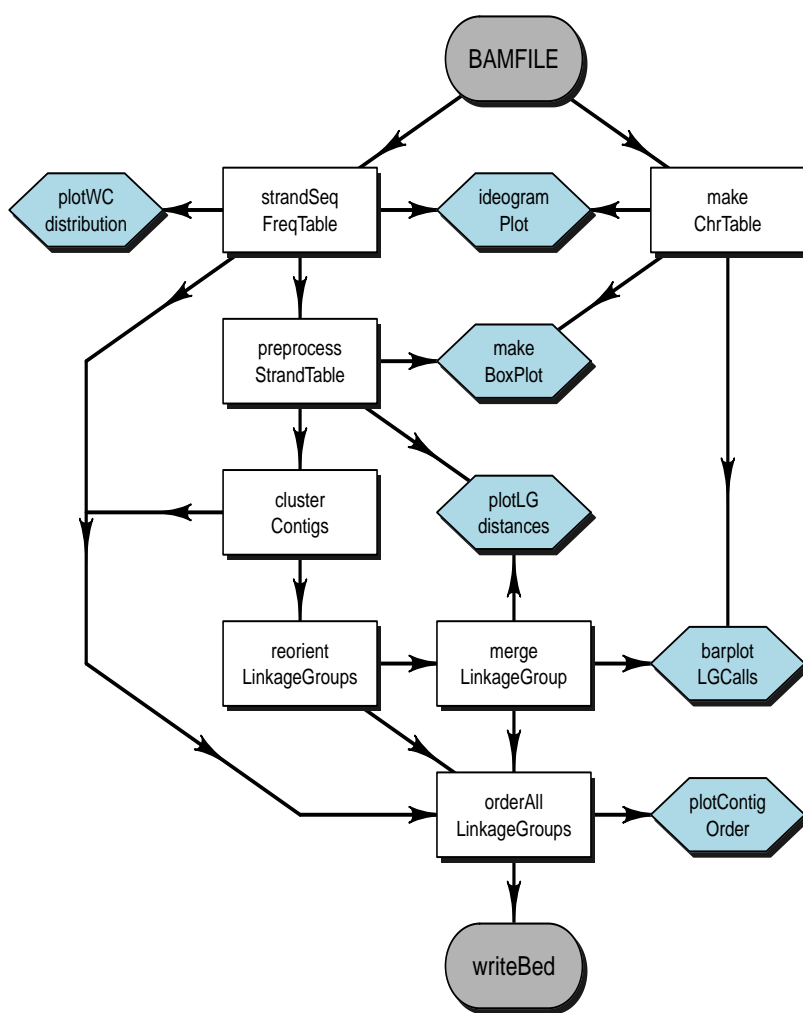 BAMFILE
plotWC
distribution
strandSeq
FreqTable
ideogram
Plot
make
ChrTable
preprocess
StrandTable
make
BoxPlot
cluster
Contigs
plotLG
distances
reorient
LinkageGroups
merge
LinkageGroup
barplot
LGCalls
orderAll
LinkageGroups
plotContig
Order
writeBed